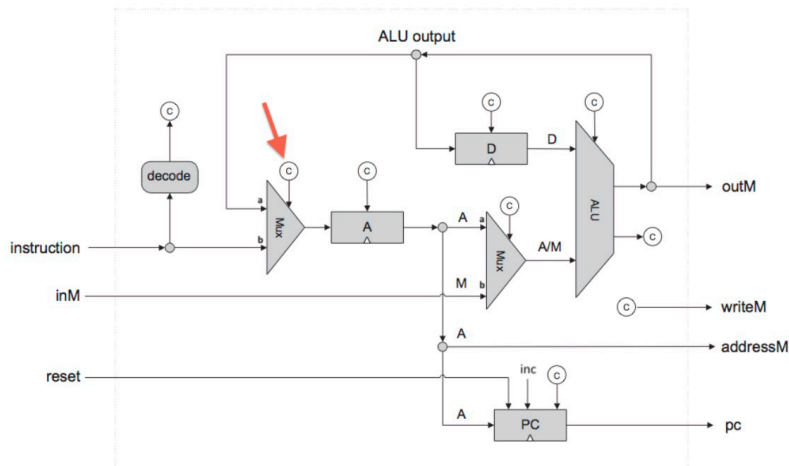 ALU output
c
c
c
decode
D
D
c
c
a
Mux
b
A
A
a
Mux
b
c
A/M
ALU
outM
c
instruction
inM
M
c
writeM
A
addressM
reset
inc
c
A
PC
pc